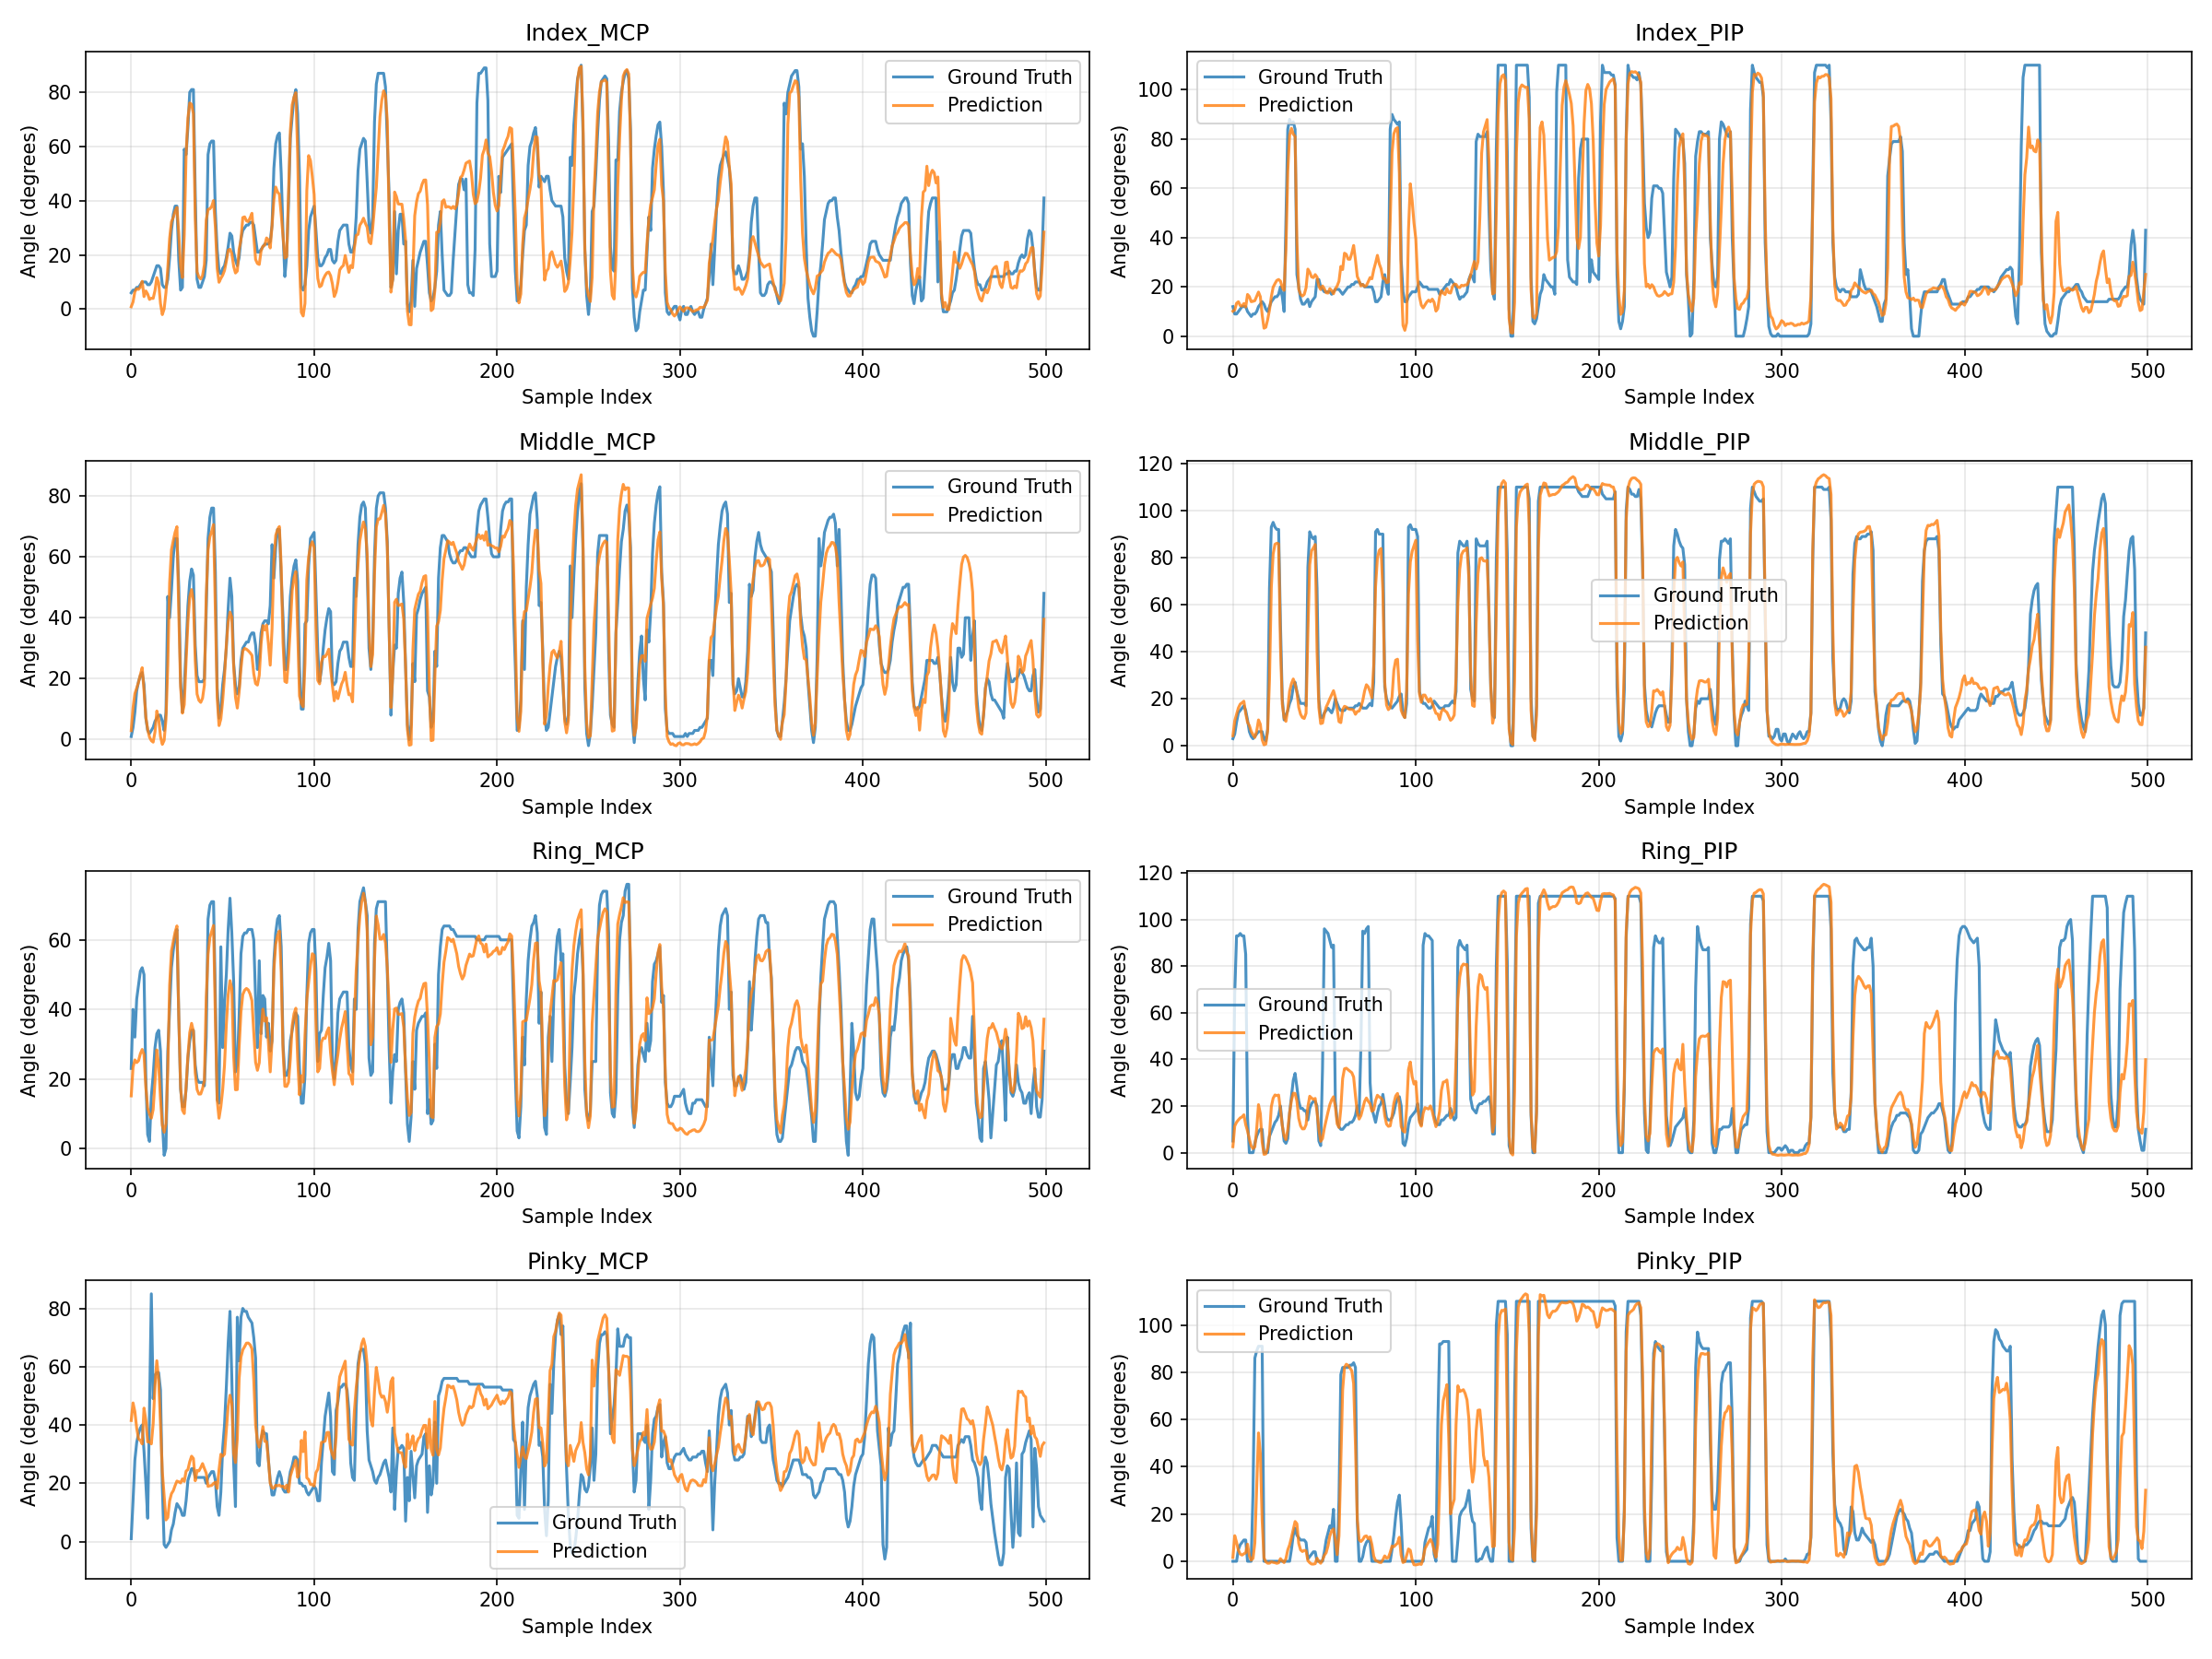 Index_MCP
Angle (degrees)
80
60
40
20
0
Ground Truth
Prediction
0 100 200 300 400 500
Sample Index
Index_PIP
Angle (degrees)
100
80
60
40
20
0
Ground Truth
Prediction
0 100 200 300 400 500
Sample Index
Middle_MCP
Angle (degrees)
80
60
40
20
0
Ground Truth
Prediction
0 100 200 300 400 500
Sample Index
Middle_PIP
Angle (degrees)
120
100
80
60
40
20
0
Ground Truth
Prediction
0 100 200 300 400 500
Sample Index
Ring_MCP
Angle (degrees)
60
40
20
0
Ground Truth
Prediction
0 100 200 300 400 500
Sample Index
Ring_PIP
Angle (degrees)
120
100
80
60
40
20
0
Ground Truth
Prediction
0 100 200 300 400 500
Sample Index
Pinky_MCP
Angle (degrees)
80
60
40
20
0
Ground Truth
Prediction
0 100 200 300 400 500
Sample Index
Pinky_PIP
Angle (degrees)
100
80
60
40
20
0
Ground Truth
Prediction
0 100 200 300 400 500
Sample Index